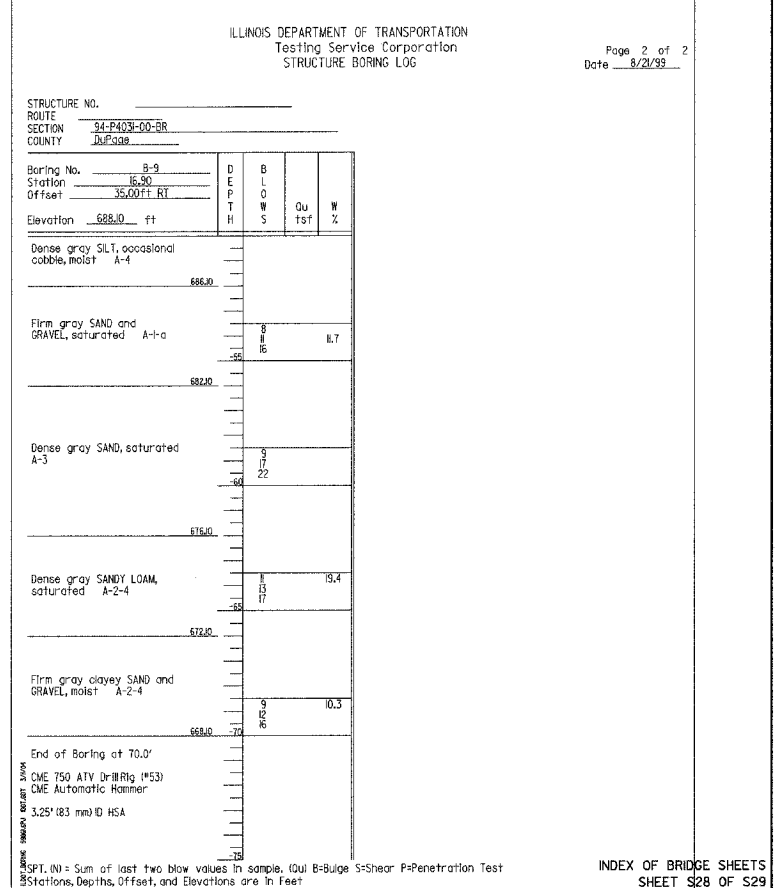 ILLINOIS DEPARTMENT OF TRANSPORTATION
Testing Service Corporation
STRUCTURE BORING LOG
Page 2 of 2
Date 8/21/99
STRUCTURE NO.
ROUTE
SECTION 94-P4031-00-BR
COUNTY DuPage
Boring No. B-9
Station 16.90
Offset 35.00ft RT
Elevation 688.10 ft
DEPTH
BLOWS
Qu tsf
W %
Dense gray SILT, occasional
cobble, moist A-4
686.10
Firm gray SAND and
GRAVEL, saturated A-1-a
8
11 11.7
16
-55
682.10
Dense gray SAND, saturated
A-3
9
17
22
-60
676.10
Dense gray SANDY LOAM,
saturated A-2-4
11 19.4
13
17
-65
672.10
Firm gray clayey SAND and
GRAVEL, moist A-2-4
9 10.3
12
16
668.10 -70
End of Boring at 70.0'
CME 750 ATV Drill Rig (#53)
CME Automatic Hammer
3.25" (83 mm) ID HSA
-75
SPT. (N) = Sum of last two blow values in sample. (Qu) B=Bulge S=Shear P=Penetration Test
Stations, Depths, Offset, and Elevations are in Feet
INDEX OF BRIDGE SHEETS
SHEET S28 OF S29